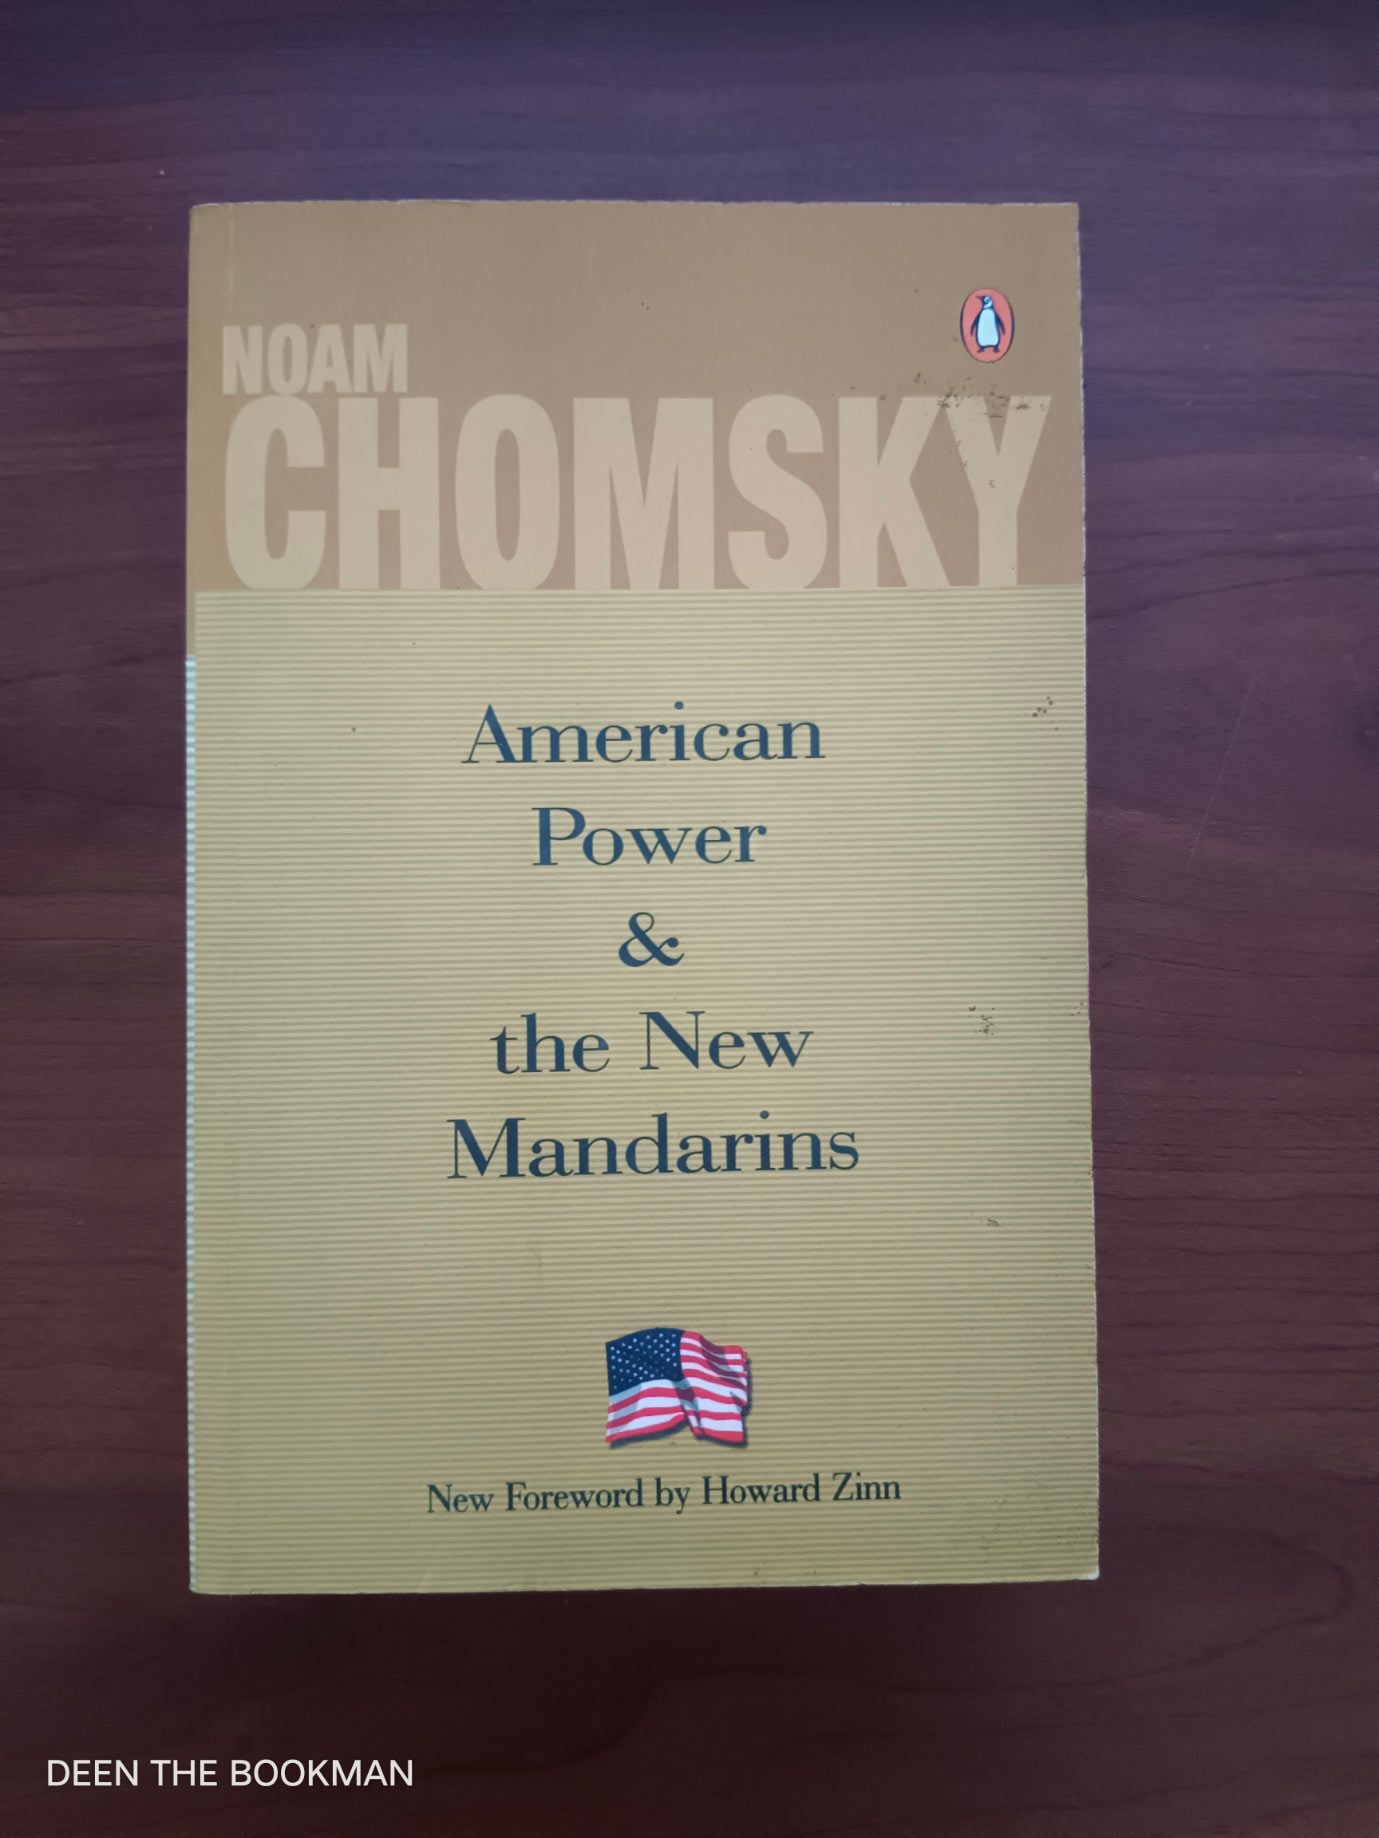 NOAM
CHOMSKY
American
Power
&
the New
Mandarins
New Foreword by Howard Zinn
DEEN THE BOOKMAN